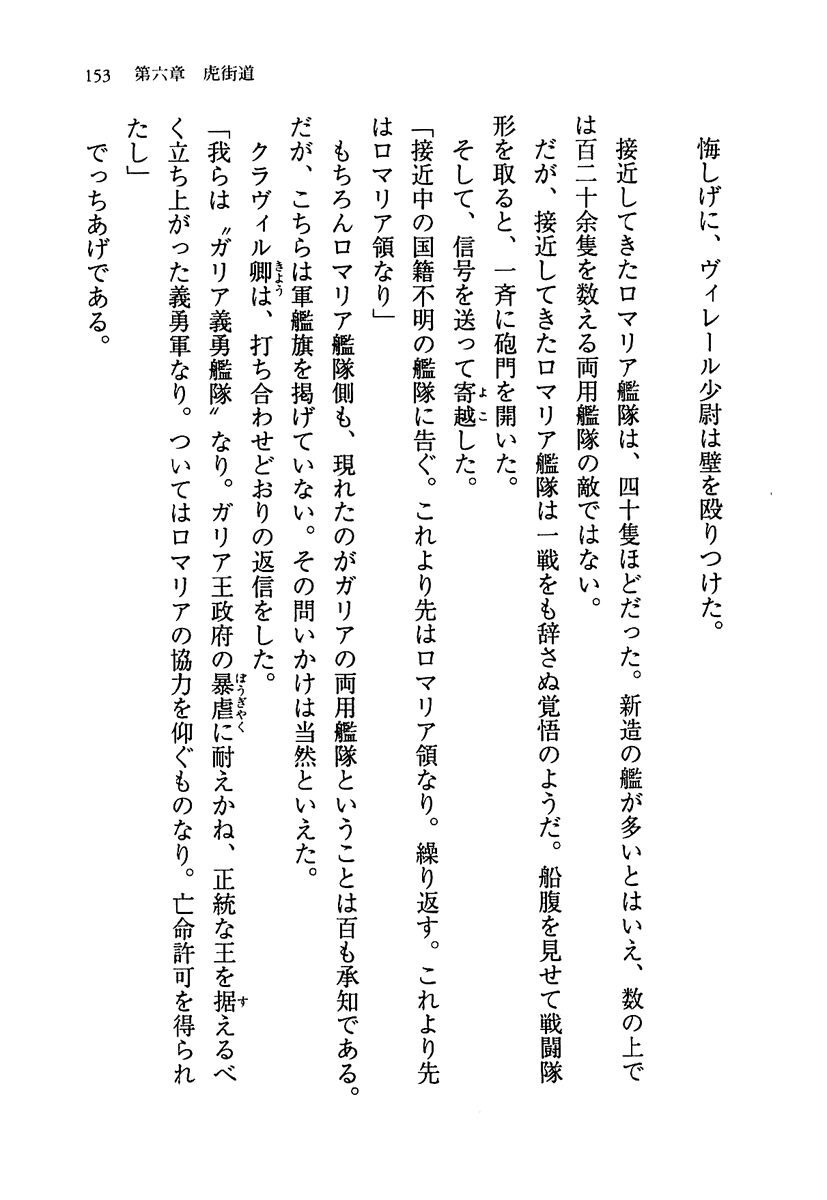 153 第六章 虎街道
悔しげに、ヴィレール少尉は壁を殴りつけた。
接近してきたロマリア艦隊は、四十隻ほどだった。新造の艦が多いとはいえ、数の上で
は百二十余隻を数える両用艦隊の敵ではない。
だが、接近してきたロマリア艦隊は一戦をも辞さぬ覚悟のようだ。船腹を見せて戦闘隊
形を取ると、一斉に砲門を開いた。
そして、信号を送って寄越した。
「接近中の国籍不明の艦隊に告ぐ。これより先はロマリア領なり。繰り返す。これより先
はロマリア領なり」
もちろんロマリア艦隊側も、現れたのがガリアの両用艦隊ということは百も承知である。
だが、こちらは軍艦旗を掲げていない。その問いかけは当然といえた。
クラヴィル卿は、打ち合わせどおりの返信をした。
「我らは〝ガリア義勇艦隊〟なり。ガリア王政府の暴虐に耐えかね、正統な王を据えるべ
く立ち上がった義勇軍なり。ついてはロマリアの協力を仰ぐものなり。亡命許可を得られ
たし」
でっちあげである。